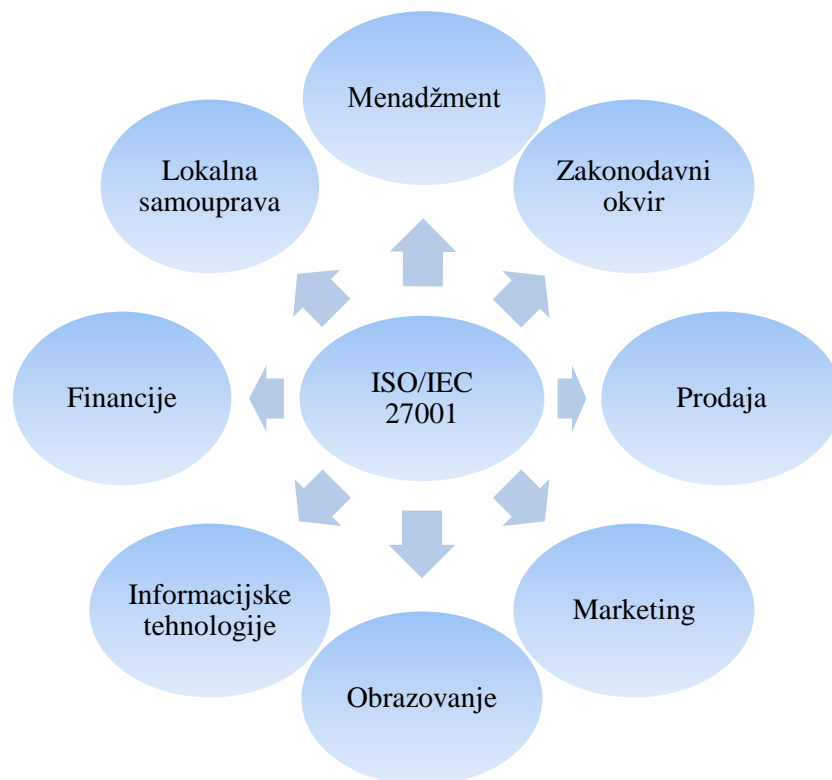 Menadžment
Lokalna
samouprava
Zakonodavni
okvir
Financije
ISO/IEC
27001
Prodaja
Informacijske
tehnologije
Marketing
Obrazovanje